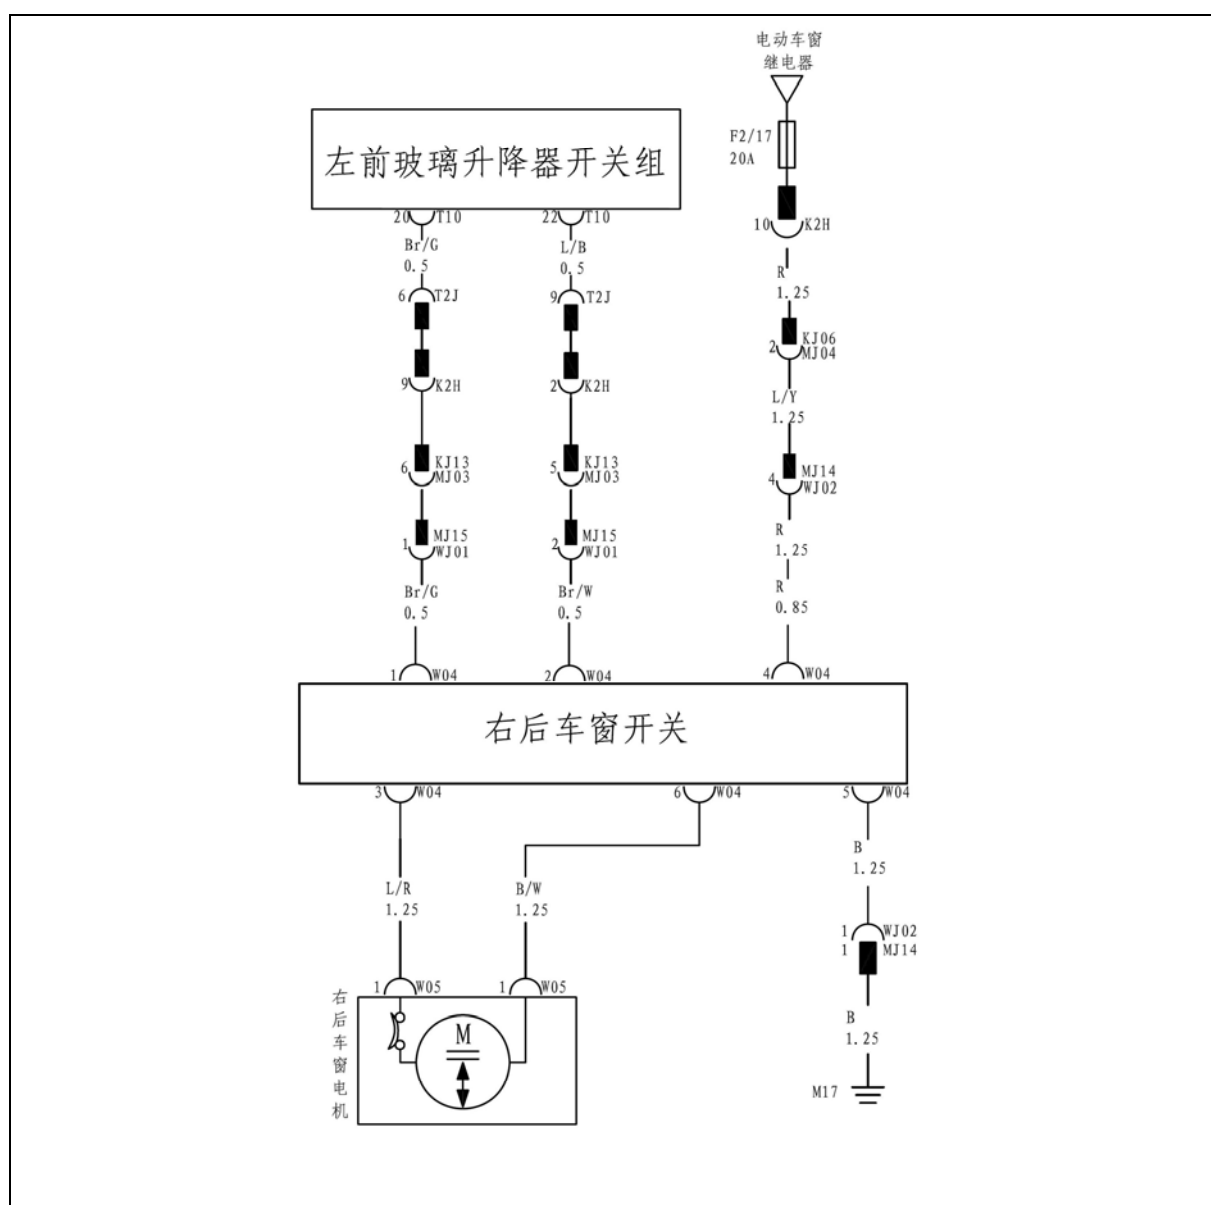 电动车窗
继电器
F2/17
20A
左前玻璃升降器开关组
20 T10
22 T10
10 K2H
Br/G
0.5
L/B
0.5
R
1.25
6 T2J
9 T2J
2 KJ06
MJ04
9 K2H
2 K2H
L/Y
1.25
6 KJ13
MJ03
5 KJ13
MJ03
4 MJ14
WJ02
1 MJ15
WJ01
2 MJ15
WJ01
R
1.25
Br/G
0.5
Br/W
0.5
R
0.85
1 W04
2 W04
4 W04
右后车窗开关
3 W04
6 W04
5 W04
B
1.25
L/R
1.25
B/W
1.25
1 WJ02
1 MJ14
1 W05
1 W05
右后车窗电机
M
B
1.25
M17